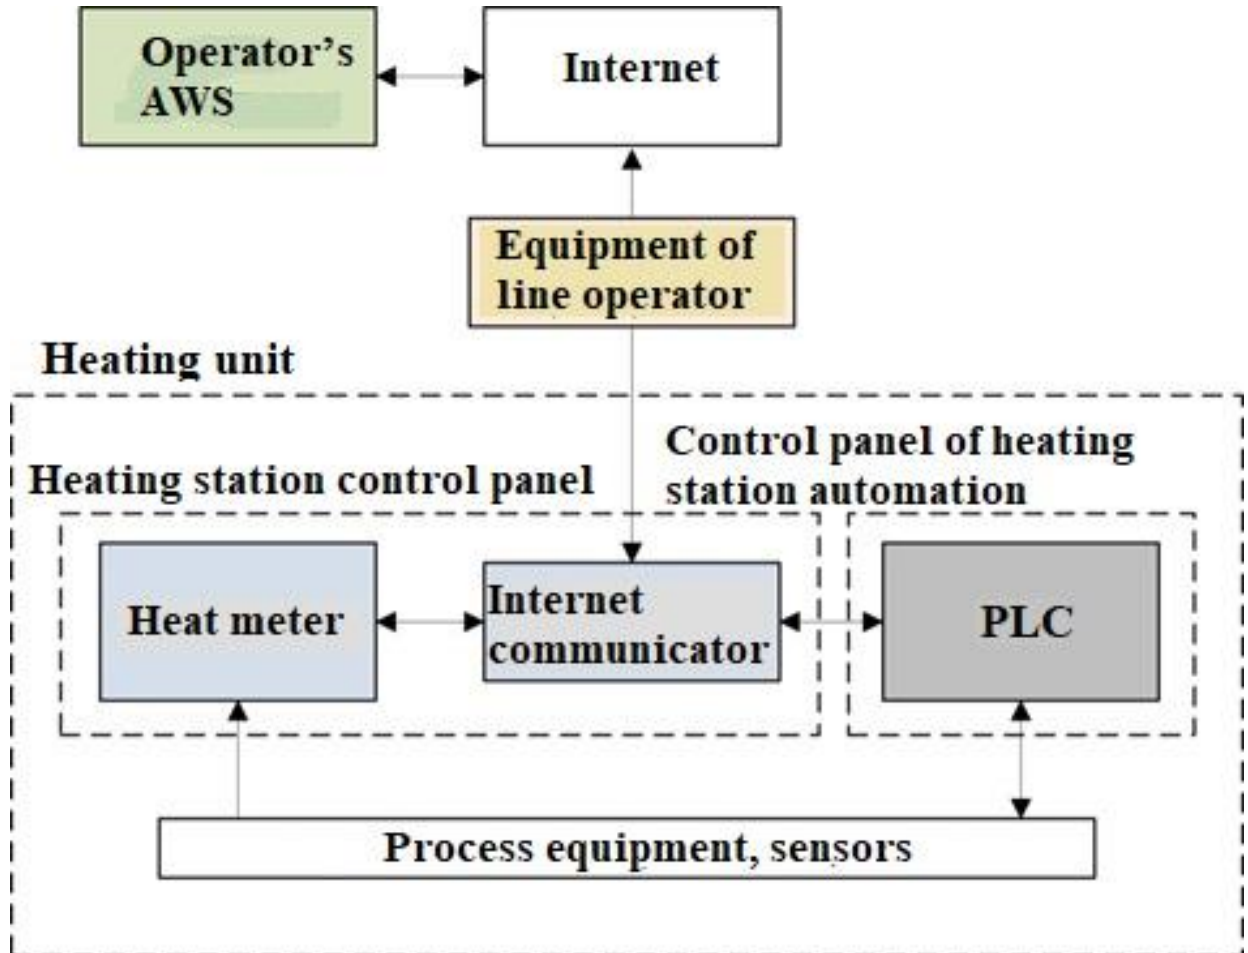 Operator’s
AWS
Internet
Equipment of
line operator
Heating unit
Heating station control panel
Control panel of heating
station automation
Heat meter
Internet
communicator
PLC
Process equipment, sensors